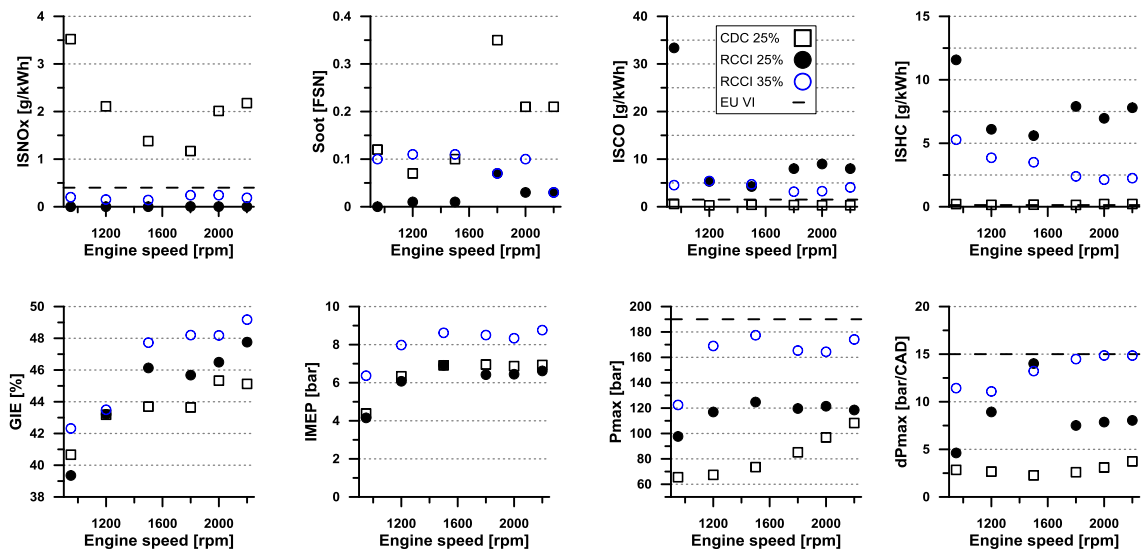 ISNOx [g/kWh]
5
4
3
2
1
0
1200 1600 2000
Engine speed [rpm]
Soot [FSN]
0.4
0.3
0.2
0.1
0
1200 1600 2000
Engine speed [rpm]
ISCO [g/kWh]
40
30
20
10
0
CDC 25%
RCCI 25%
RCCI 35%
EU VI
1200 1600 2000
Engine speed [rpm]
ISHC [g/kWh]
15
10
5
0
1200 1600 2000
Engine speed [rpm]
GIE [%]
50
48
46
44
42
40
38
1200 1600 2000
Engine speed [rpm]
IMEP [bar]
10
8
6
4
2
0
1200 1600 2000
Engine speed [rpm]
Pmax [bar]
200
180
160
140
120
100
80
60
1200 1600 2000
Engine speed [rpm]
dPmax [bar/CAD]
20
15
10
5
0
1200 1600 2000
Engine speed [rpm]